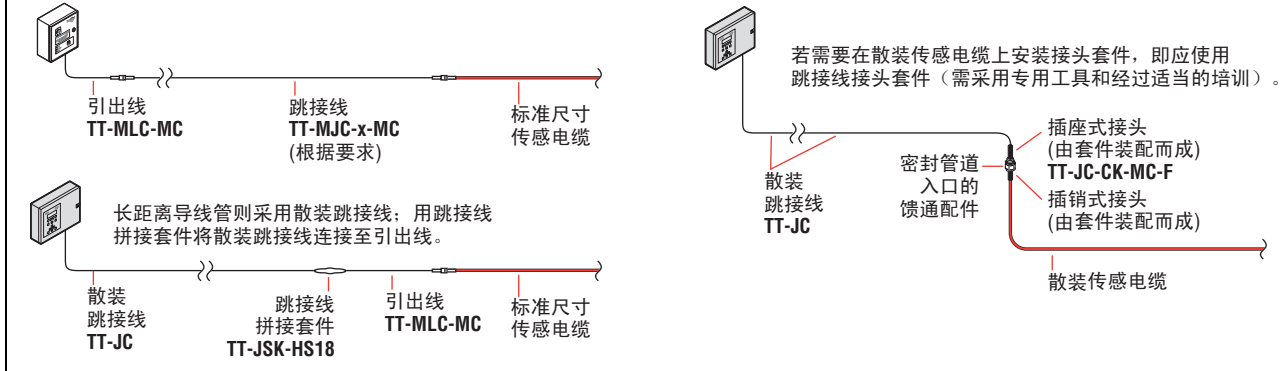 引出线
TT-MLC-MC
跳接线
TT-MJC-x-MC
(根据要求)
标准尺寸
传感电缆
长距离导线管则采用散装跳接线；用跳接线
拼接套件将散装跳接线连接至引出线。
散装
跳接线
TT-JC
跳接线
拼接套件
TT-JSK-HS18
引出线
TT-MLC-MC
标准尺寸
传感电缆
若需要在散装传感电缆上安装接头套件，即应使用
跳接线接头套件（需采用专用工具和经过适当的培训）。
散装
跳接线
TT-JC
密封管道
入口的
馈通配件
插座式接头
(由套件装配而成)
TT-JC-CK-MC-F
插销式接头
(由套件装配而成)
散装传感电缆